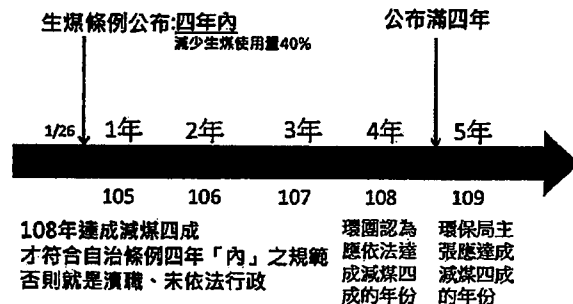 生煤條例公布:四年內
減少生煤使用量40%
公布滿四年
1/26 1年 2年 3年 4年 5年
105 106 107 108 109
108年達成減煤四成
才符合自治條例四年「內」之規範
否則就是瀆職、未依法行政
環團認為
應依法達
成減煤四
成的年份
環保局主
張應達成
減煤四成
的年份